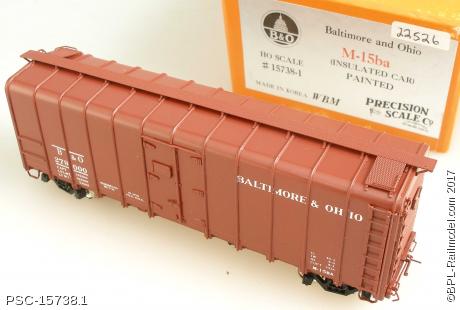 B&O
Baltimore and Ohio
M-15ba
(INSULATED CAR)
PAINTED
HO SCALE
# 15738-1
MADE IN KOREA WBM
PRECISION
SCALE Co
22526
B & O
278000
BALTIMORE & OHIO
M-15BA
PSC-15738.1
©BPL-Railmodel.com 2017